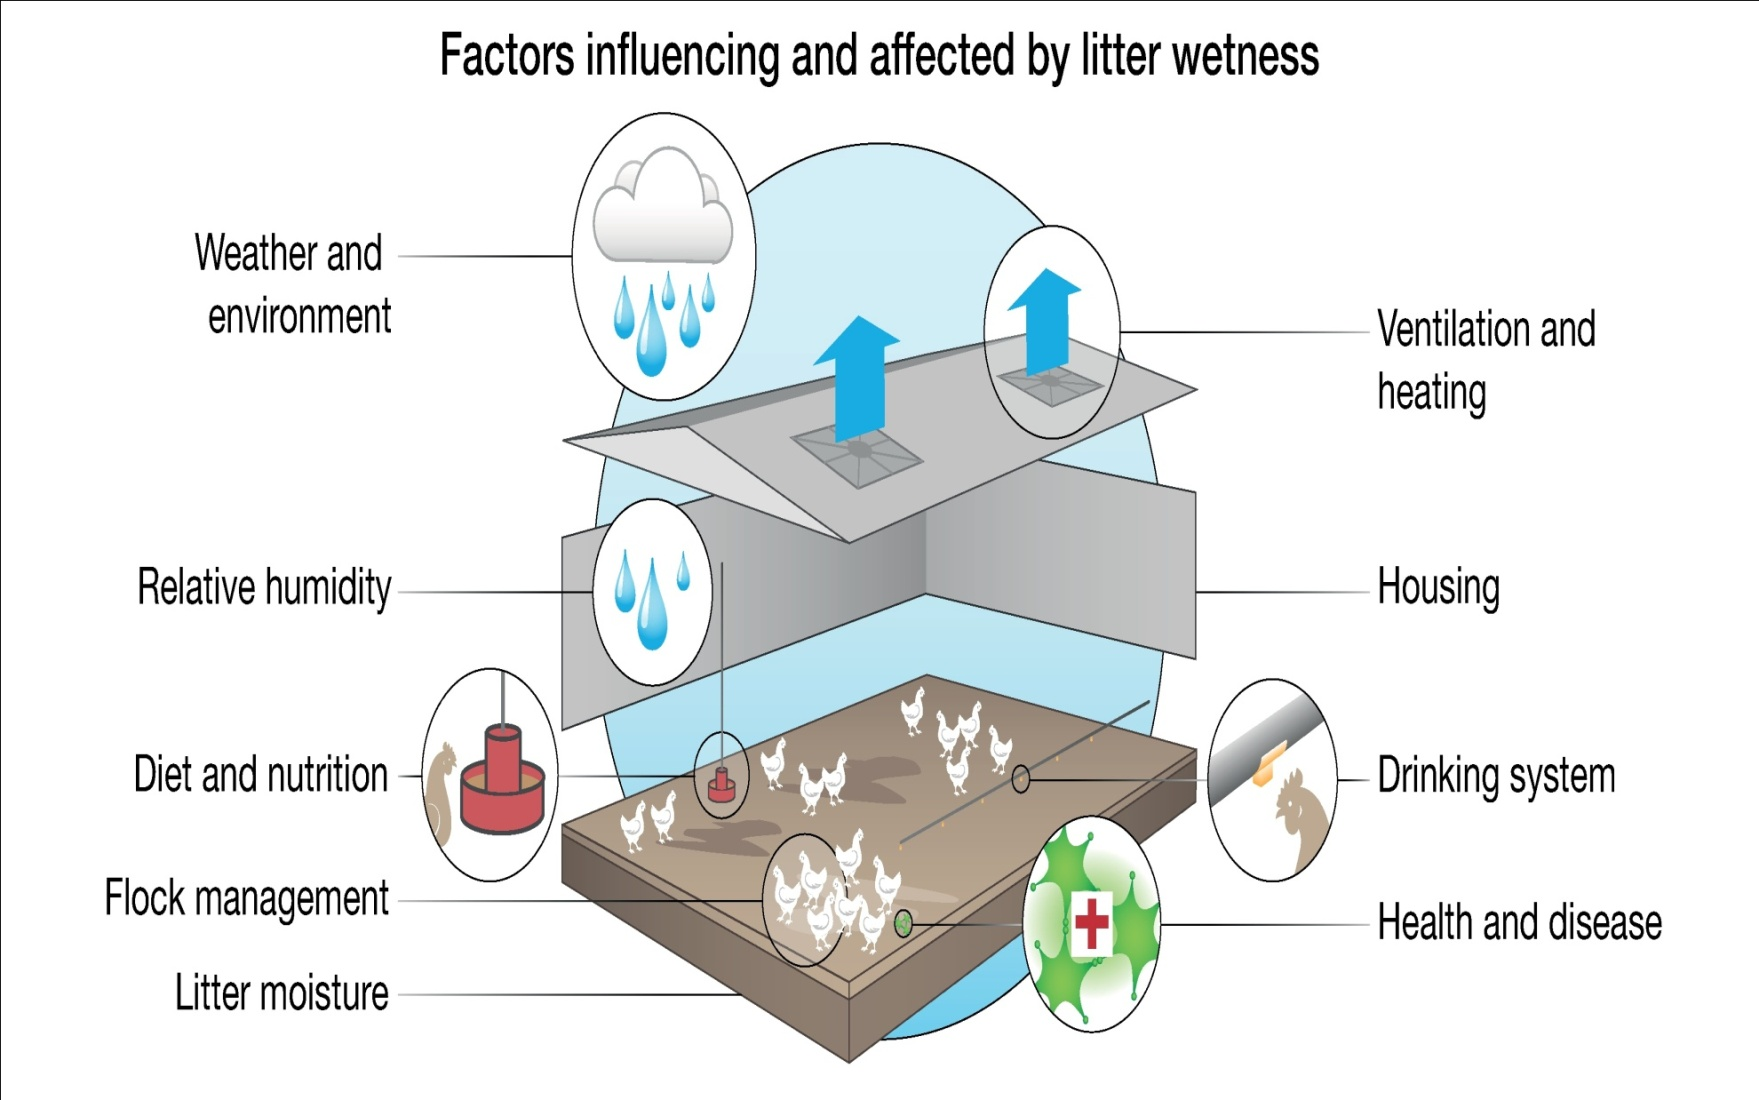 Factors influencing and affected by litter wetness
Weather and
environment
Ventilation and
heating
Relative humidity
Housing
Diet and nutrition
Drinking system
Flock management
Health and disease
Litter moisture